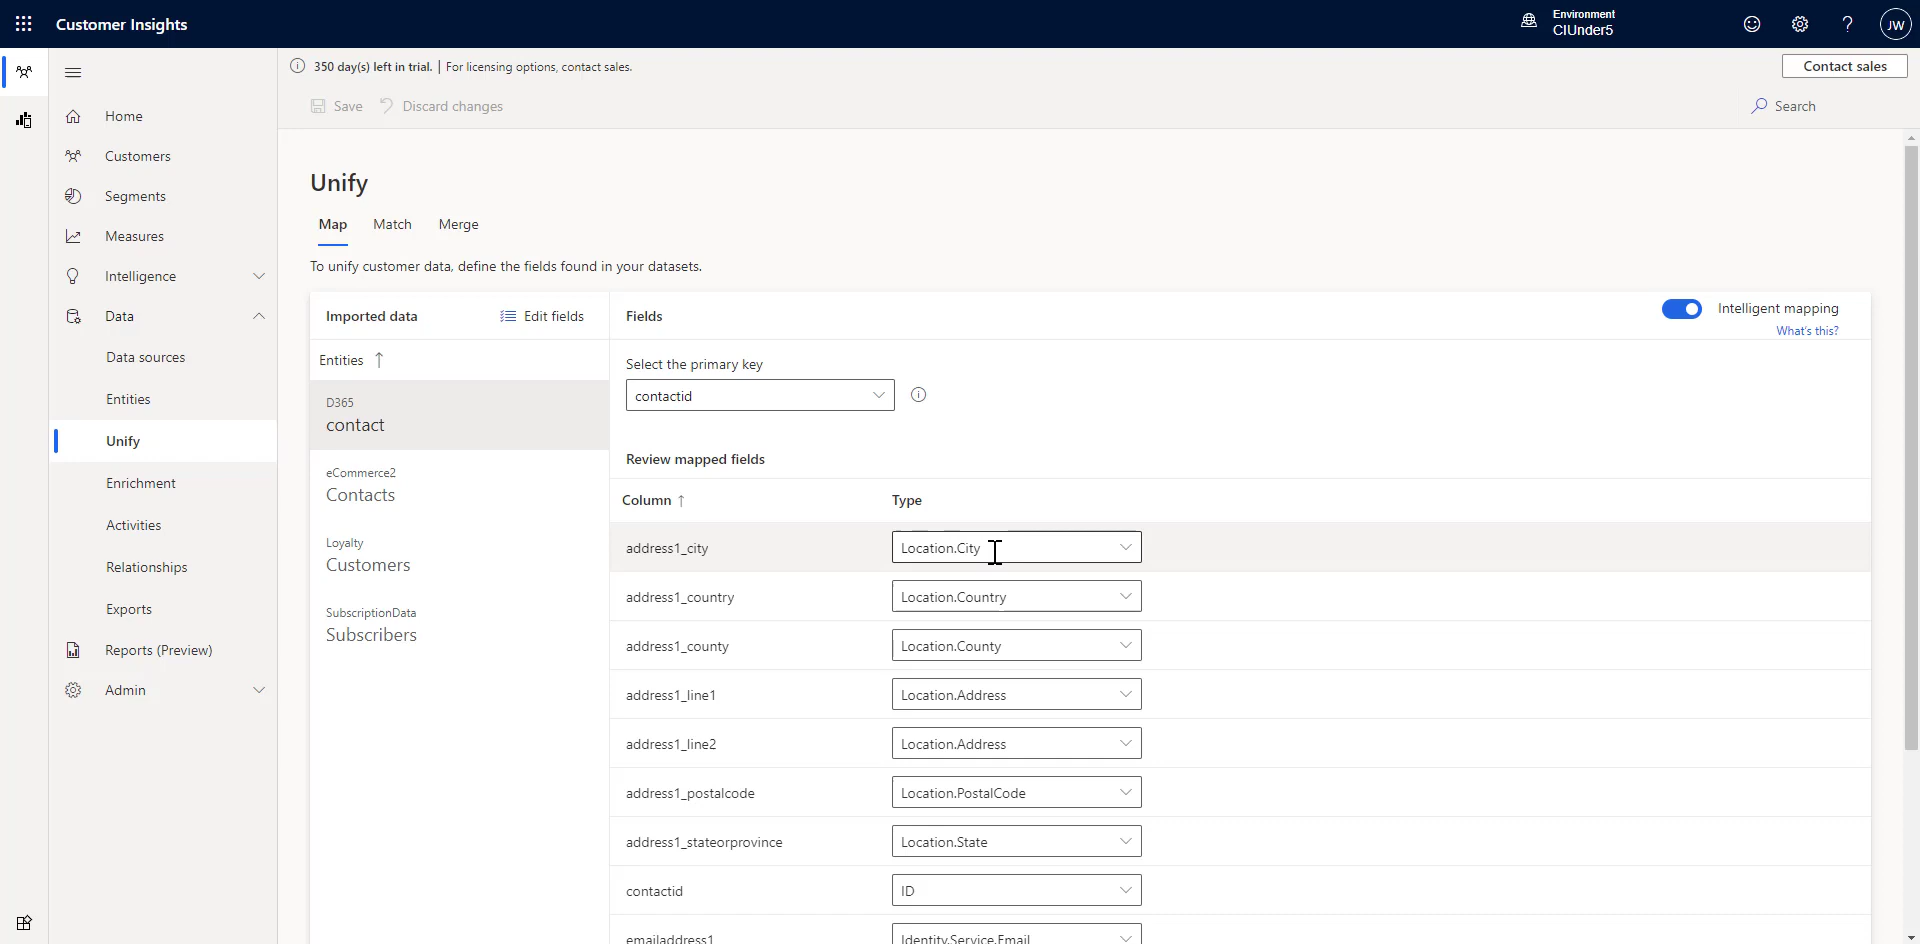 Customer Insights
Environment
CIUnder5
?
JW
350 day(s) left in trial. | For licensing options, contact sales.
Contact sales
Save
Discard changes
Search
Home
Customers
Segments
Measures
Intelligence
Data
Data sources
Entities
Unify
Enrichment
Activities
Relationships
Exports
Reports (Preview)
Admin
Unify
Map
Match
Merge
To unify customer data, define the fields found in your datasets.
Imported data
Edit fields
Entities ↑
D365
contact
eCommerce2
Contacts
Loyalty
Customers
SubscriptionData
Subscribers
Fields
Intelligent mapping
What's this?
Select the primary key
contactid
Review mapped fields
Column ↑ Type
address1_city Location.City
address1_country Location.Country
address1_county Location.County
address1_line1 Location.Address
address1_line2 Location.Address
address1_postalcode Location.PostalCode
address1_stateorprovince Location.State
contactid ID
emailaddress1 Identity.Service.Email